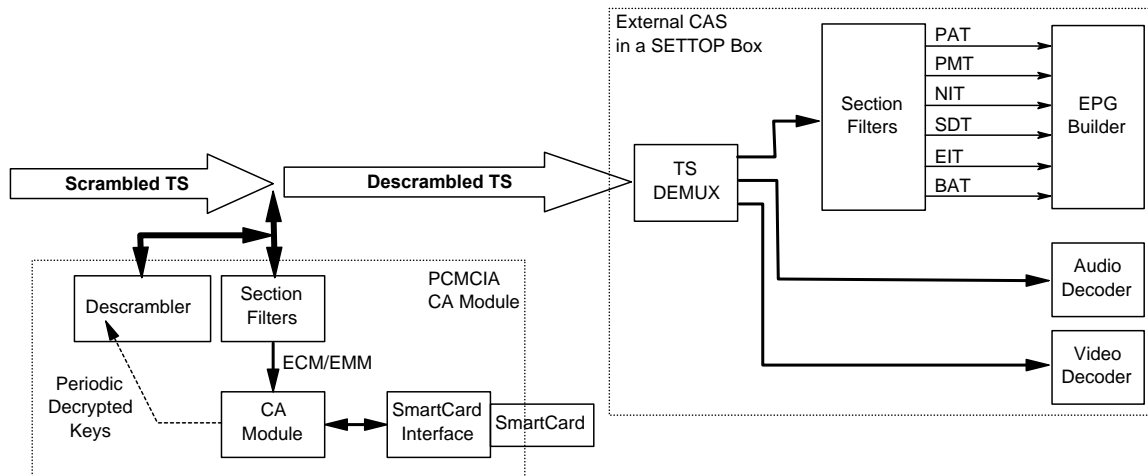 External CAS
in a SETTOP Box
PAT
PMT
NIT
SDT
EIT
BAT
Section
Filters
EPG
Builder
Scrambled TS
Descrambled TS
TS
DEMUX
PCMCIA
CA Module
Descrambler
Section
Filters
Audio
Decoder
ECM/EMM
Video
Decoder
Periodic
Decrypted
Keys
CA
Module
SmartCard
Interface
SmartCard